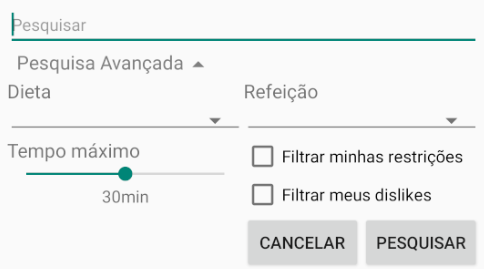 Pesquisar
Pesquisa Avançada
Dieta
Refeição
Tempo máximo
30min
Filtrar minhas restrições
Filtrar meus dislikes
CANCELAR
PESQUISAR